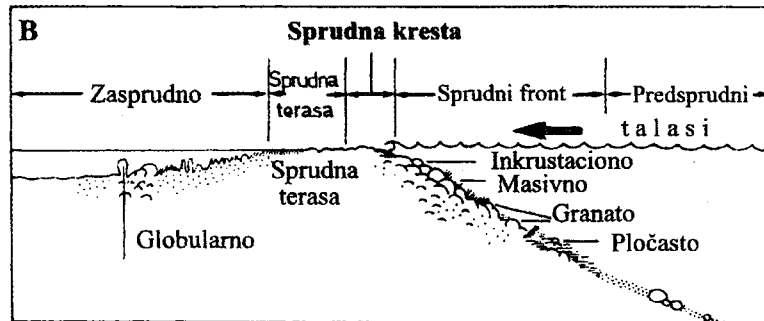 B
Sprudna kresta
Zasprudno
Sprudna
terasa
Sprudni front
Predsprudni
talasi
Inkrustaciono
Masivno
Sprudna
terasa
Granato
Globularno
Pločasto